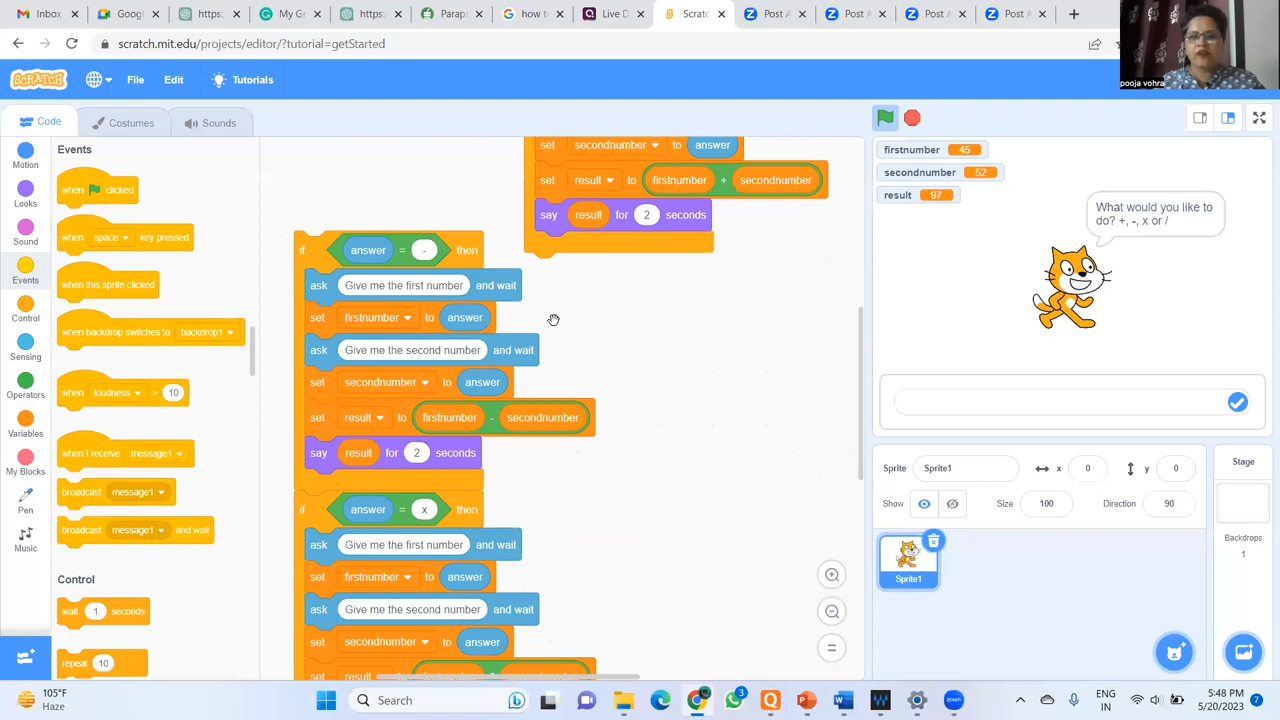 Inbox
https:
My Gr
https:
Parap
how to
Live D
Scratc
Post A
Post A
Post A
Post A
scratch.mit.edu/projects/editor/?tutorial=getStarted
pooja vohra
SCRATCH
File
Edit
Tutorials
Code
Costumes
Sounds
Motion
Looks
Sound
Events
Control
Sensing
Operators
Variables
My Blocks
Pen
Music
Events
when clicked
when space key pressed
when this sprite clicked
when backdrop switches to backdrop1
when loudness > 10
when I receive message1
broadcast message1
broadcast message1 and wait
Control
wait 1 seconds
repeat 10
set secondnumber to answer
set result to firstnumber + secondnumber
say result for 2 seconds
if answer = - then
ask Give me the first number and wait
set firstnumber to answer
ask Give me the second number and wait
set secondnumber to answer
set result to firstnumber - secondnumber
say result for 2 seconds
if answer = x then
ask Give me the first number and wait
set firstnumber to answer
ask Give me the second number and wait
set secondnumber to answer
firstnumber 45
secondnumber 52
result 97
What would you like to
do? +, -, x or /
Sprite Sprite1
x 0
y 0
Show
Size 100
Direction 90
Sprite1
Stage
Backdrops
1
105°F
Haze
Search
3
ENG
IN
5:48 PM
5/20/2023
7